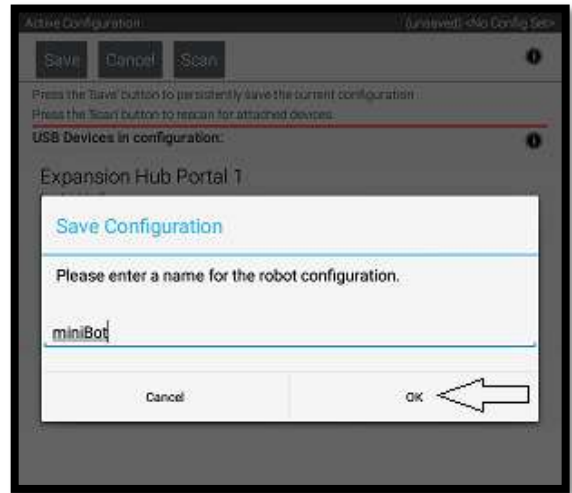 Active Configuration (unsaved) <No Config Set>
Save Cancel Scan
Press the 'Save' button to persistently save the current configuration
Press the 'Scan' button to rescan for attached devices.
USB Devices in configuration:
Expansion Hub Portal 1
Save Configuration
Please enter a name for the robot configuration.
miniBot
Cancel OK